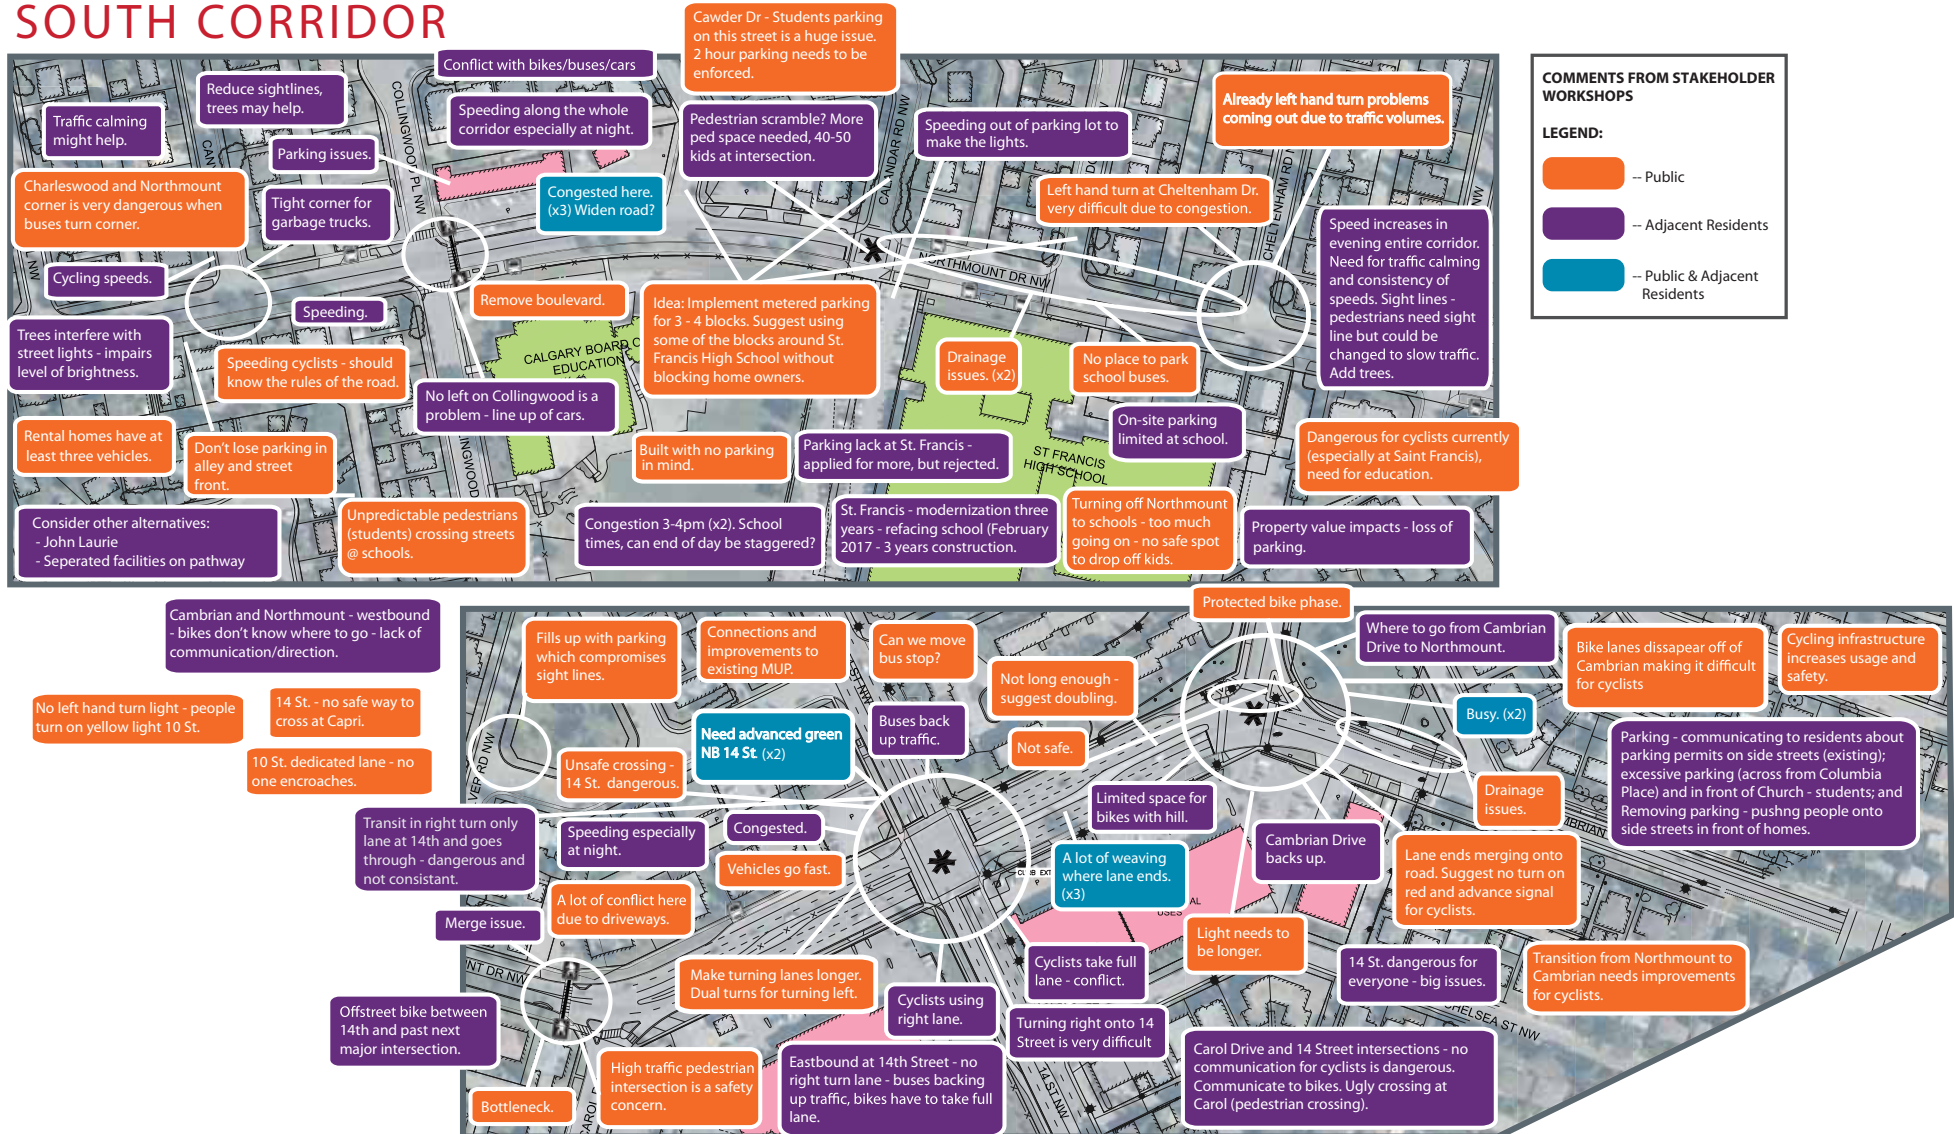 SOUTH CORRIDOR
Cawder Dr - Students parking
on this street is a huge issue.
2 hour parking needs to be
enforced.
Conflict with bikes/buses/cars
Reduce sightlines,
trees may help.
Speeding along the whole
corridor especially at night.
Traffic calming
might help.
Parking issues.
Pedestrian scramble? More
ped space needed, 40-50
kids at intersection.
Speeding out of parking lot to
make the lights.
Already left hand turn problems
coming out due to traffic volumes.
COLLINGWOOD PL NW
CALANDAR RD NW
CHELTENHAM RD
NW
Charleswood and Northmount
corner is very dangerous when
buses turn corner.
Tight corner for
garbage trucks.
Congested here.
(x3) Widen road?
Left hand turn at Cheltenham Dr.
very difficult due to congestion.
Speed increases in
evening entire corridor.
Need for traffic calming
and consistency of
speeds. Sight lines -
pedestrians need sight
line but could be
changed to slow traffic.
Add trees.
Cycling speeds.
NW
Speeding.
Remove boulevard.
NORTHMOUNT DR NW
Idea: Implement metered parking
for 3 - 4 blocks. Suggest using
some of the blocks around St.
Francis High School without
blocking home owners.
Trees interfere with
street lights - impairs
level of brightness.
Speeding cyclists - should
know the rules of the road.
CALGARY BOARD O
EDUCATION
Drainage
issues. (x2)
No place to park
school buses.
No left on Collingwood is a
problem - line up of cars.
On-site parking
limited at school.
Rental homes have at
least three vehicles.
Don't lose parking in
alley and street
front.
Built with no parking
in mind.
Parking lack at St. Francis -
applied for more, but rejected.
ST FRANCIS
HIGH SCHOOL
Dangerous for cyclists currently
(especially at Saint Francis),
need for education.
Consider other alternatives:
- John Laurie
- Seperated facilities on pathway
Unpredictable pedestrians
(students) crossing streets
@ schools.
Congestion 3-4pm (x2). School
times, can end of day be staggered?
St. Francis - modernization three
years - refacing school (February
2017 - 3 years construction.
Turning off Northmount
to schools - too much
going on - no safe spot
to drop off kids.
Property value impacts - loss of
parking.
COMMENTS FROM STAKEHOLDER
WORKSHOPS
LEGEND:
-- Public
-- Adjacent Residents
-- Public & Adjacent
Residents
Cambrian and Northmount - westbound
- bikes don't know where to go - lack of
communication/direction.
Fills up with parking
which compromises
sight lines.
Connections and
improvements to
existing MUP.
Can we move
bus stop?
Protected bike phase.
Where to go from Cambrian
Drive to Northmount.
Bike lanes dissapear off of
Cambrian making it difficult
for cyclists
Cycling infrastructure
increases usage and
safety.
Not long enough -
suggest doubling.
No left hand turn light - people
turn on yellow light 10 St.
14 St. - no safe way to
cross at Capri.
Need advanced green
NB 14 St. (x2)
Buses back
up traffic.
Not safe.
Busy. (x2)
Parking - communicating to residents about
parking permits on side streets (existing);
excessive parking (across from Columbia
Place) and in front of Church - students; and
Removing parking - pushng people onto
side streets in front of homes.
10 St. dedicated lane - no
one encroaches.
Unsafe crossing -
14 St. dangerous.
Drainage
issues.
Limited space for
bikes with hill.
Transit in right turn only
lane at 14th and goes
through - dangerous and
not consistant.
Speeding especially
at night.
Congested.
Vehicles go fast.
Cambrian Drive
backs up.
Lane ends merging onto
road. Suggest no turn on
red and advance signal
for cyclists.
A lot of weaving
where lane ends.
(x3)
A lot of conflict here
due to driveways.
Merge issue.
Light needs to
be longer.
Make turning lanes longer.
Dual turns for turning left.
Cyclists take full
lane - conflict.
14 St. dangerous for
everyone - big issues.
Transition from Northmount to
Cambrian needs improvements
for cyclists.
Offstreet bike between
14th and past next
major intersection.
Cyclists using
right lane.
Turning right onto 14
Street is very difficult
CHELSEA ST NW
High traffic pedestrian
intersection is a safety
concern.
Eastbound at 14th Street - no
right turn lane - buses backing
up traffic, bikes have to take full
lane.
14 ST NW
Carol Drive and 14 Street intersections - no
communication for cyclists is dangerous.
Communicate to bikes. Ugly crossing at
Carol (pedestrian crossing).
Bottleneck.